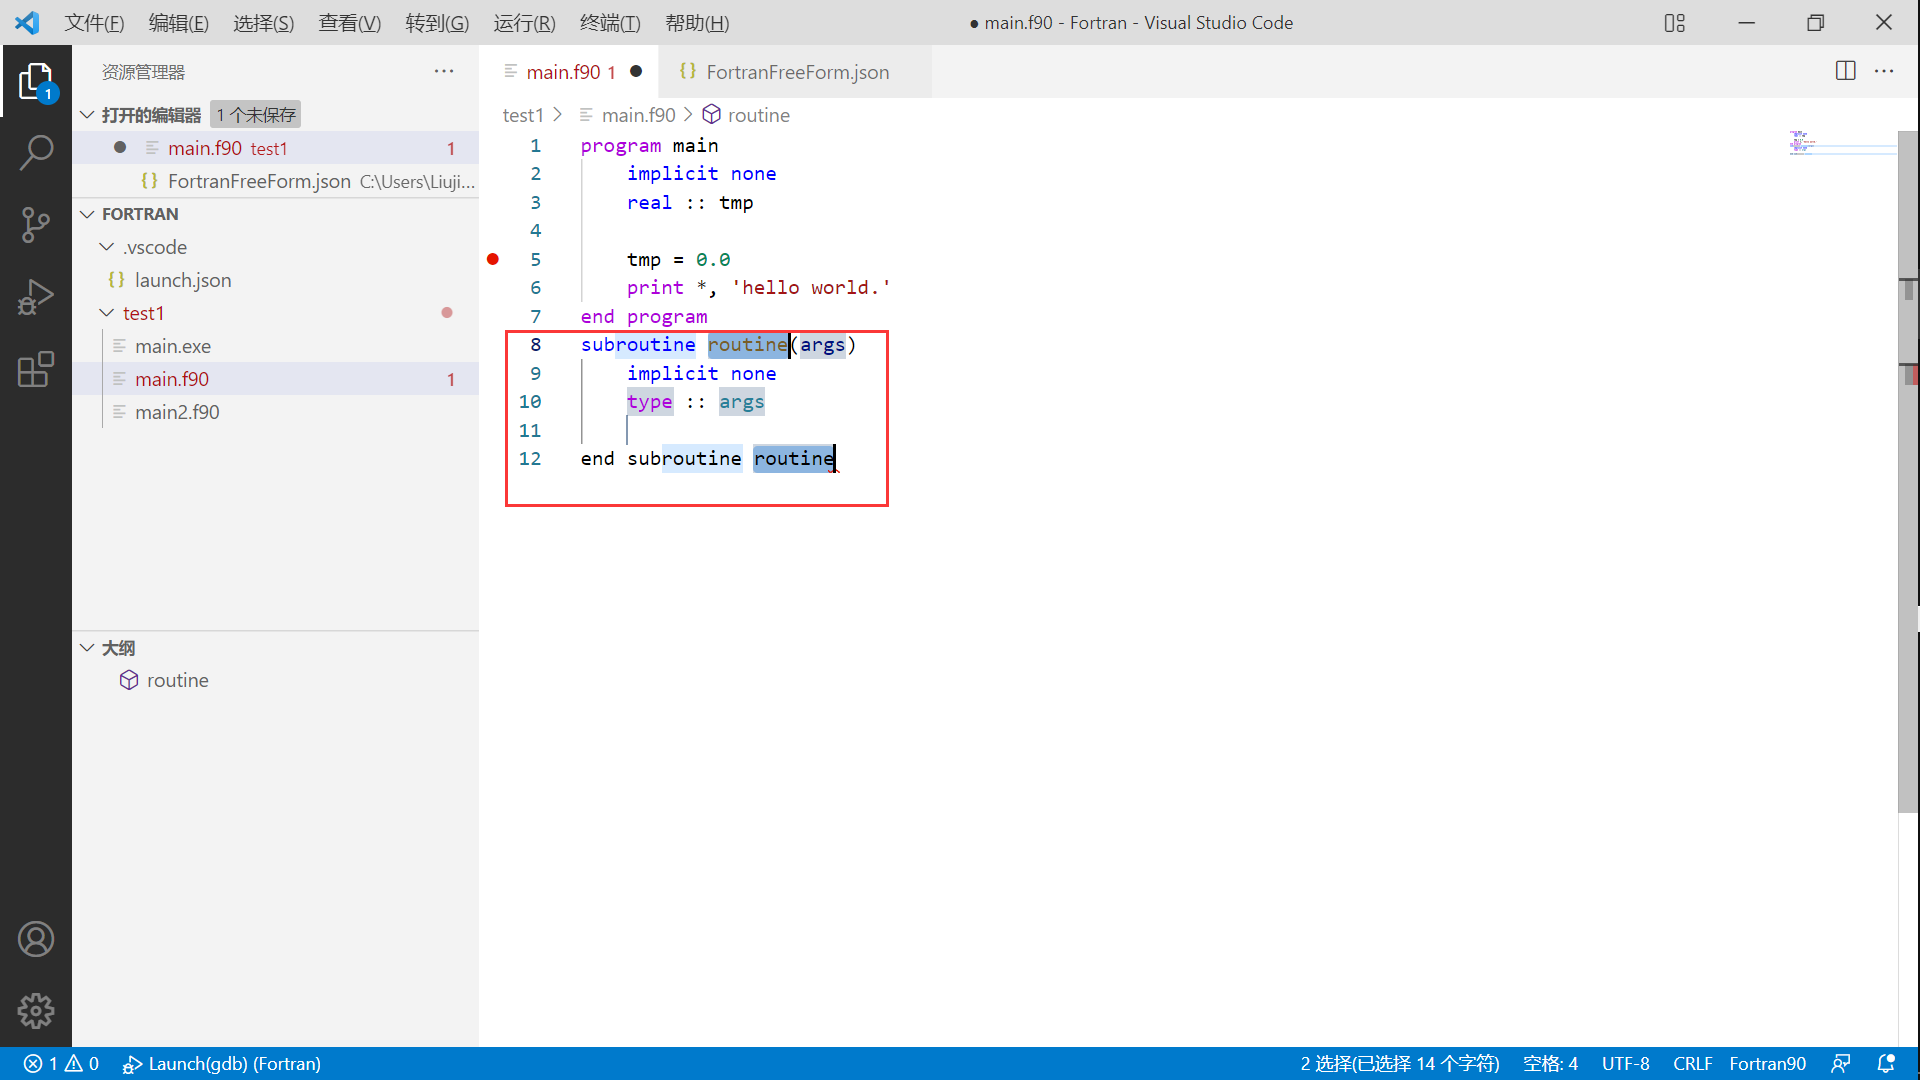 文件(F) 编辑(E) 选择(S) 查看(V) 转到(G) 运行(R) 终端(T) 帮助(H) ● main.f90 - Fortran - Visual Studio Code
1
资源管理器 ···
打开的编辑器 1 个未保存
● main.f90 test1 1
{} FortranFreeForm.json C:\Users\Liuji...
FORTRAN
.vscode
{} launch.json
test1
main.exe
main.f90 1
main2.f90
大纲
routine
main.f90 1 ●
{} FortranFreeForm.json
test1 > main.f90 > routine
1 program main
2     implicit none
3     real :: tmp
4
5     tmp = 0.0
6     print *, 'hello world.'
7 end program
8 subroutine routine(args)
9     implicit none
10     type :: args
11
12 end subroutine routine
1 0 Launch(gdb) (Fortran) 2 选择(已选择 14 个字符) 空格: 4 UTF-8 CRLF Fortran90